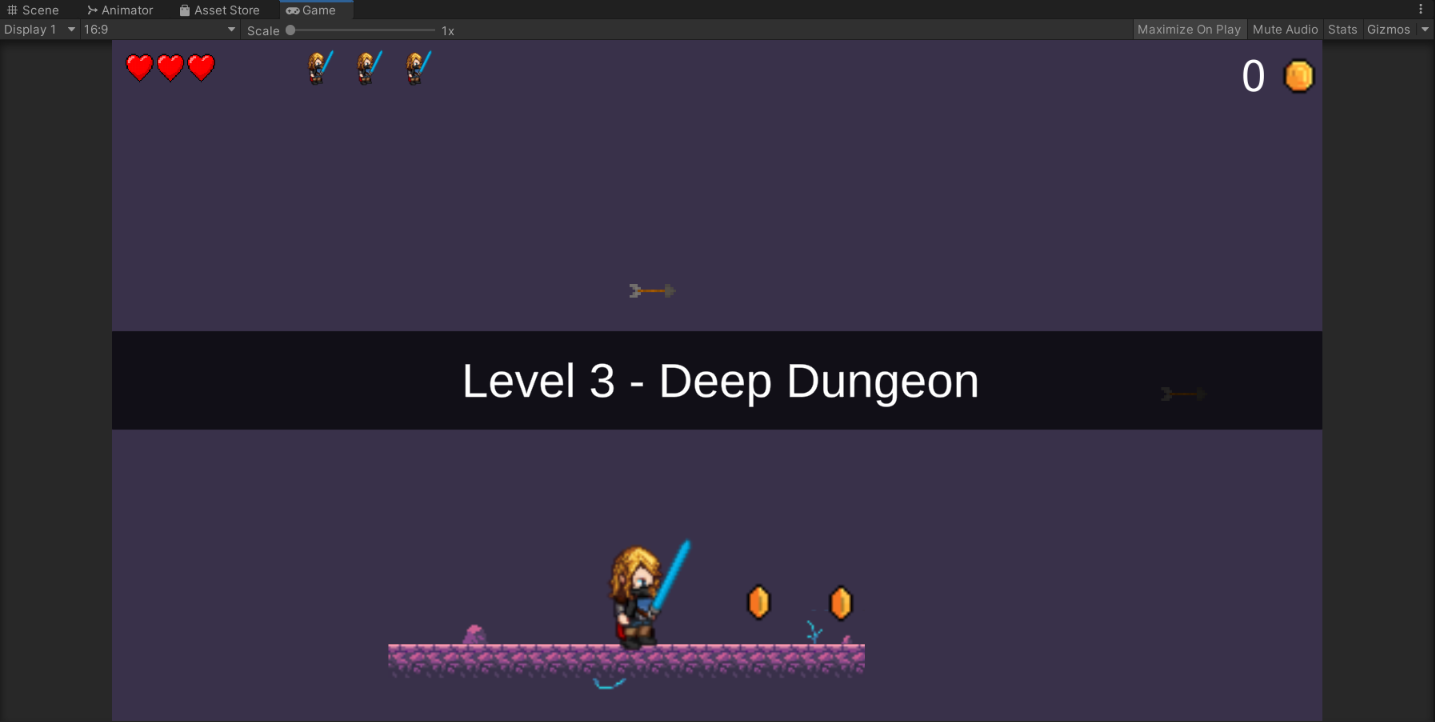 Scene Animator Asset Store Game
Display 1 16:9 Scale 1x Maximize On Play Mute Audio Stats Gizmos
0
Level 3 - Deep Dungeon